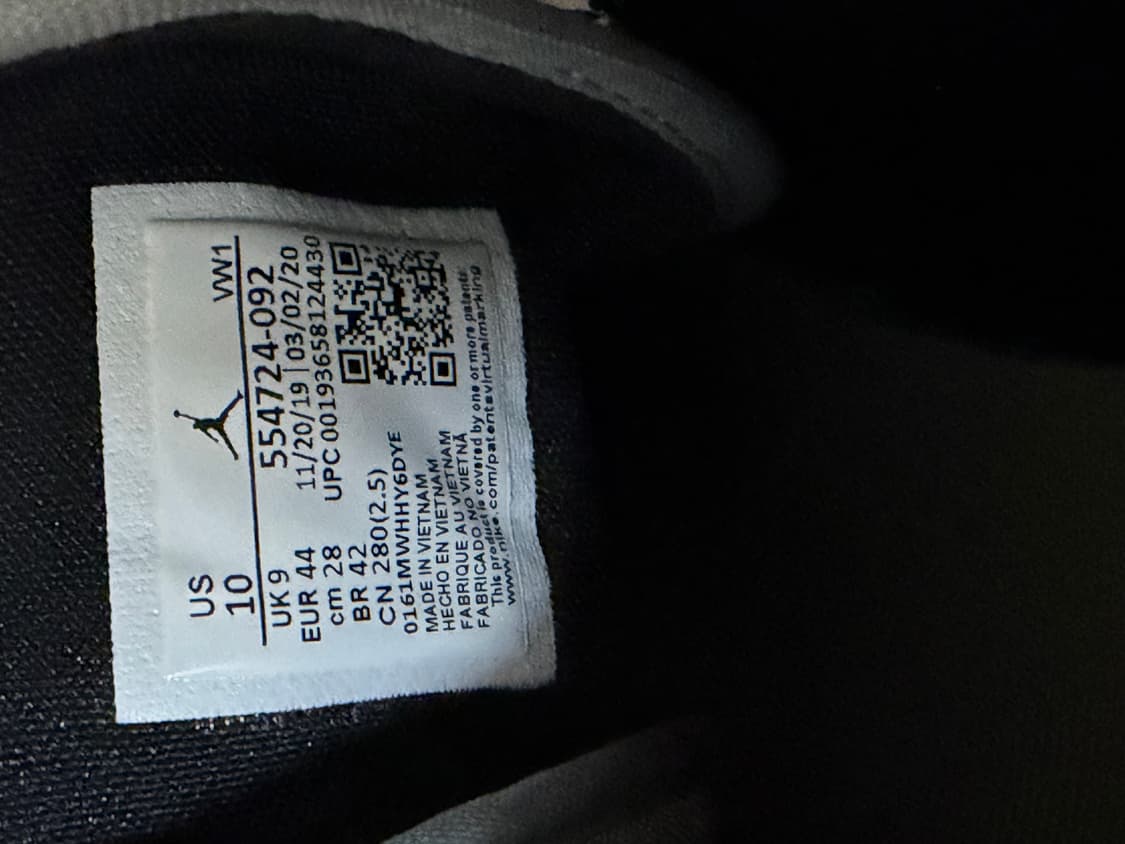 US
10
VW1
UK 9
EUR 44
cm 28
BR 42
CN 280(2.5)
554724-092
11/20/19 | 03/02/20
UPC 00193658124430
0161MWHHY6DYE
MADE IN VIETNAM
HECHO EN VIETNAM
FABRIQUE AU VIETNAM
FABRICADO NO VIETNÃ
This product is covered by one or more patents
www.nike.com/patentsvirtualmarking